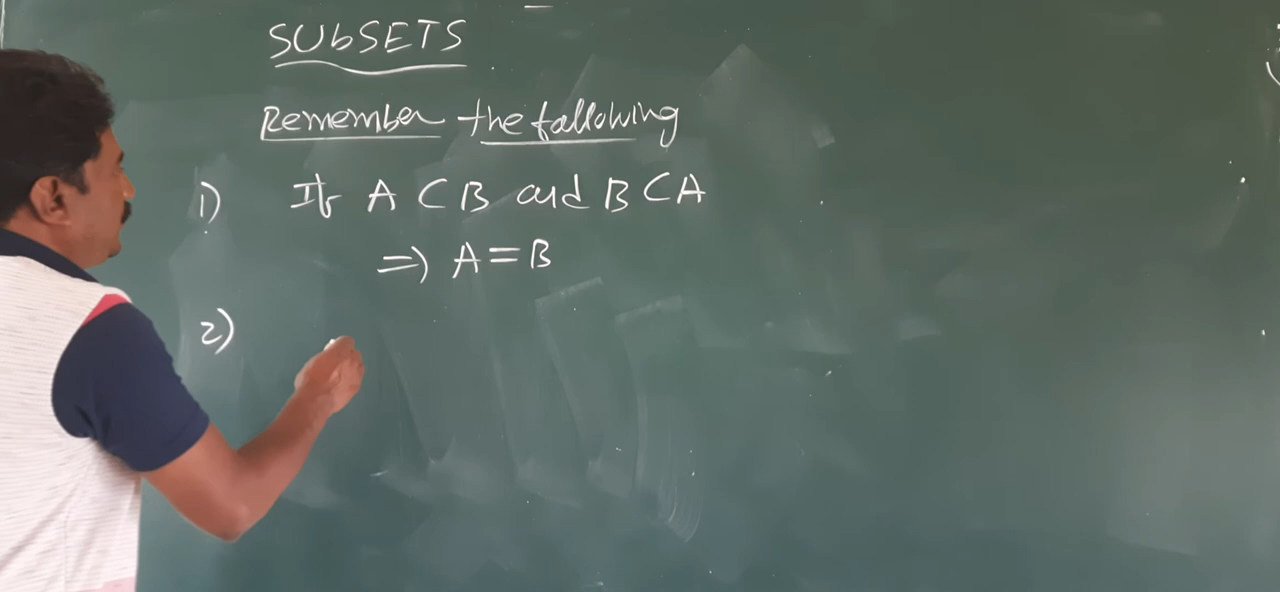 SUbSETS
Remember the following
1) If A ⊂ B and B ⊂ A
⇒ A = B
2)